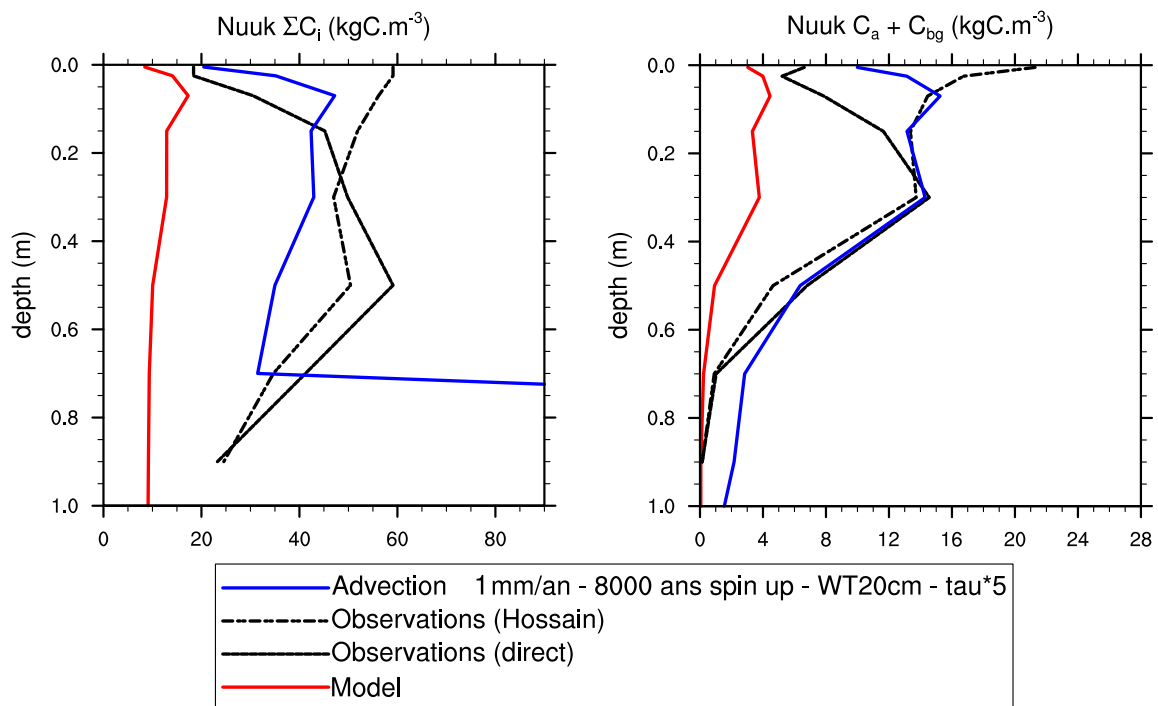 Nuuk ΣCi (kgC.m-3)
Nuuk Ca + Cbg (kgC.m-3)
0.0
0.2
0.4
0.6
0.8
1.0
depth (m)
0 20 40 60 80
0.0
0.2
0.4
0.6
0.8
1.0
depth (m)
0 4 8 12 16 20 24 28
Advection 1mm/an - 8000 ans spin up - WT20cm - tau*5
Observations (Hossain)
Observations (direct)
Model